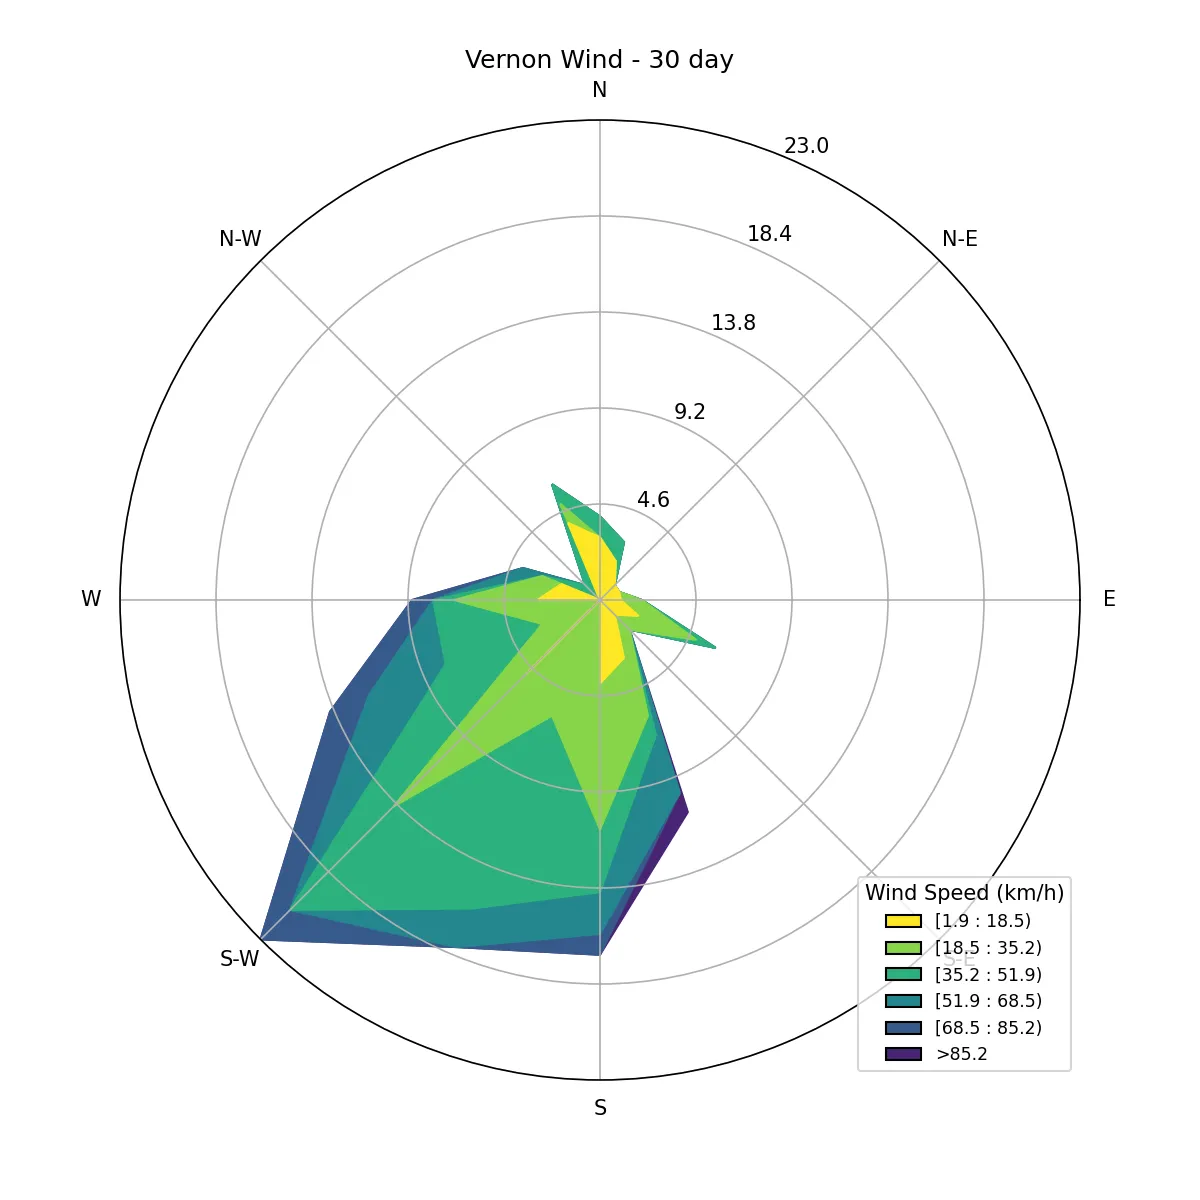 Vernon Wind - 30 day
N
23.0
N-W
18.4
N-E
13.8
9.2
4.6
W
E
Wind Speed (km/h)
[1.9 : 18.5)
[18.5 : 35.2)
S-W
S-E
[35.2 : 51.9)
[51.9 : 68.5)
[68.5 : 85.2)
>85.2
S